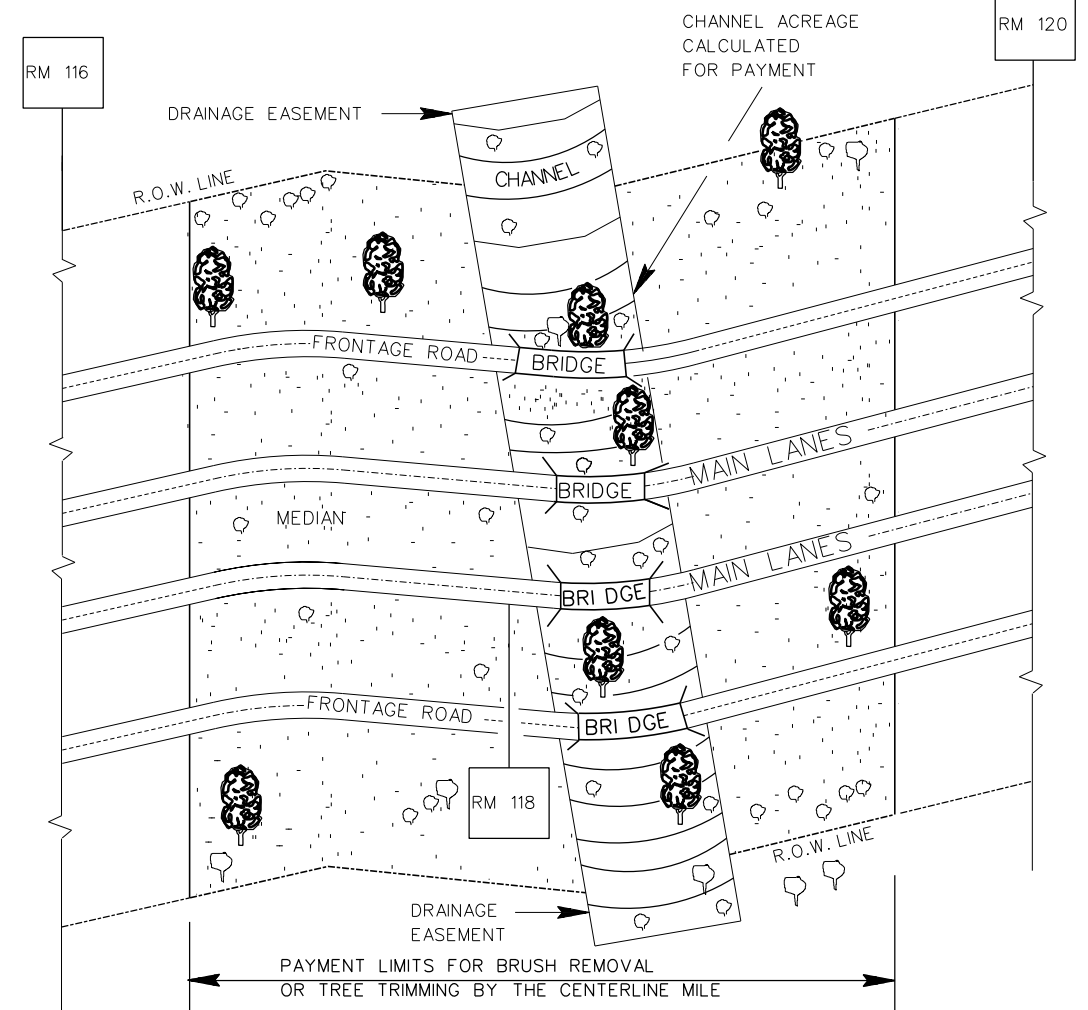 CHANNEL ACREAGE
CALCULATED
FOR PAYMENT
RM 120
RM 116
DRAINAGE EASEMENT
R.O.W. LINE
CHANNEL
FRONTAGE ROAD
BRIDGE
MAIN LANES
BRIDGE
MEDIAN
MAIN LANES
BRI DGE
FRONTAGE ROAD
BRI DGE
RM 118
R.O.W. LINE
DRAINAGE
EASEMENT
PAYMENT LIMITS FOR BRUSH REMOVAL
OR TREE TRIMMING BY THE CENTERLINE MILE